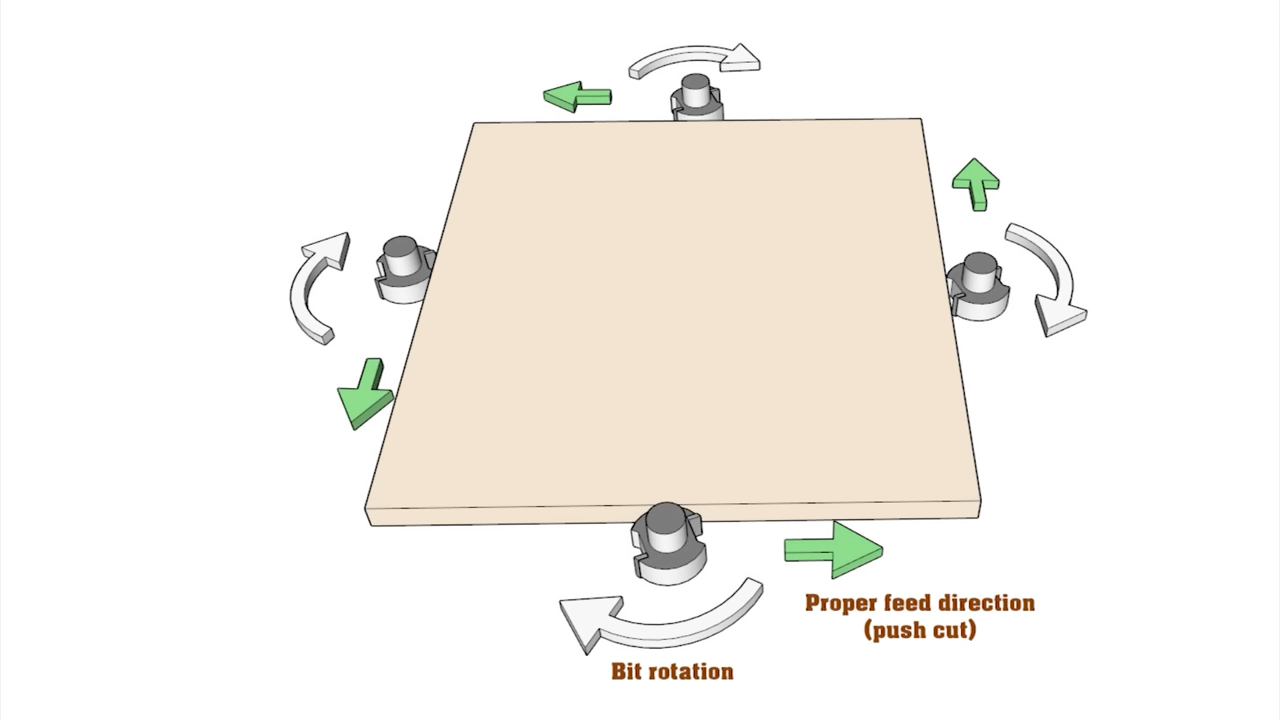 Proper feed direction
(push cut)
Bit rotation